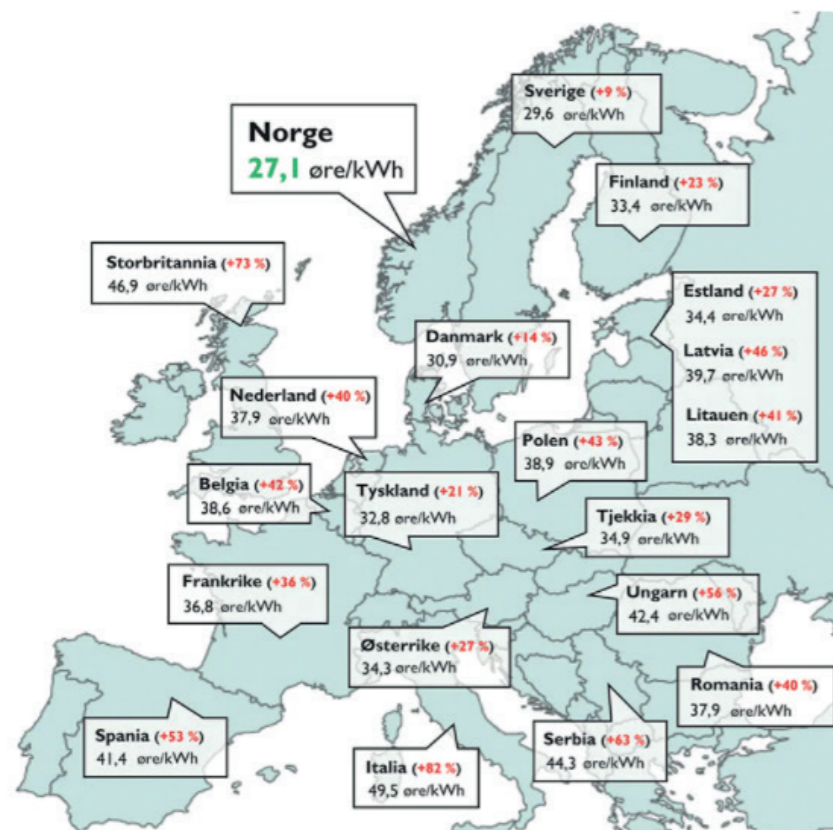 Sverige (+9 %)
29,6 øre/kWh
Norge
27,1 øre/kWh
Finland (+23 %)
33,4 øre/kWh
Storbritannia (+73 %)
46,9 øre/kWh
Estland (+27 %)
34,4 øre/kWh
Latvia (+46 %)
39,7 øre/kWh
Litauen (+41 %)
38,3 øre/kWh
Danmark (+14 %)
30,9 øre/kWh
Nederland (+40 %)
37,9 øre/kWh
Polen (+43 %)
38,9 øre/kWh
Belgia (+42 %)
38,6 øre/kWh
Tyskland (+21 %)
32,8 øre/kWh
Tjekkia (+29 %)
34,9 øre/kWh
Frankrike (+36 %)
36,8 øre/kWh
Ungarn (+56 %)
42,4 øre/kWh
Østerrike (+27 %)
34,3 øre/kWh
Romania (+40 %)
37,9 øre/kWh
Spania (+53 %)
41,4 øre/kWh
Serbia (+63 %)
44,3 øre/kWh
Italia (+82 %)
49,5 øre/kWh